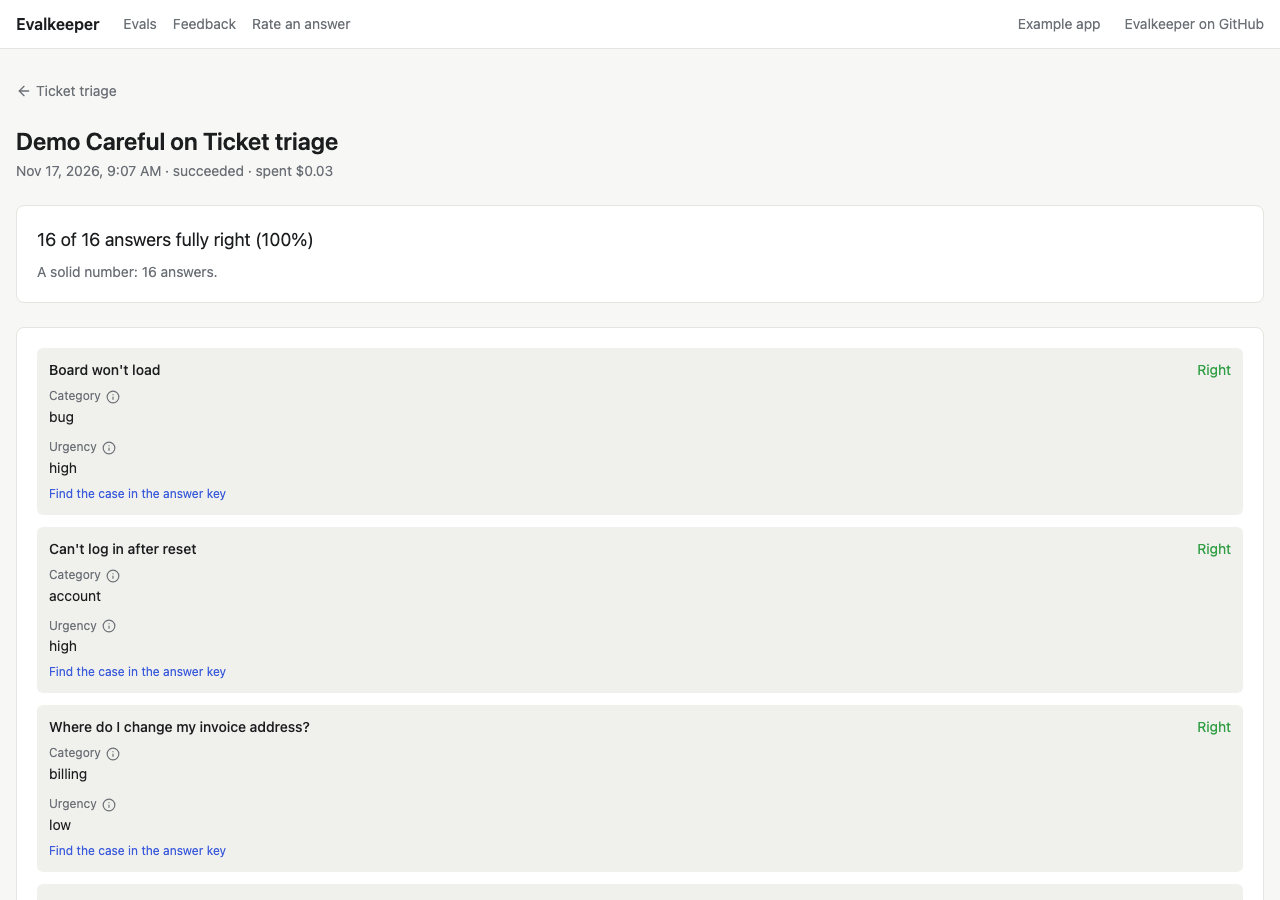 Evalkeeper Evals Feedback Rate an answer Example app Evalkeeper on GitHub
← Ticket triage
Demo Careful on Ticket triage
Nov 17, 2026, 9:07 AM · succeeded · spent $0.03
16 of 16 answers fully right (100%)
A solid number: 16 answers.
Board won't load Right
Category
bug
Urgency
high
Find the case in the answer key
Can't log in after reset Right
Category
account
Urgency
high
Find the case in the answer key
Where do I change my invoice address? Right
Category
billing
Urgency
low
Find the case in the answer key